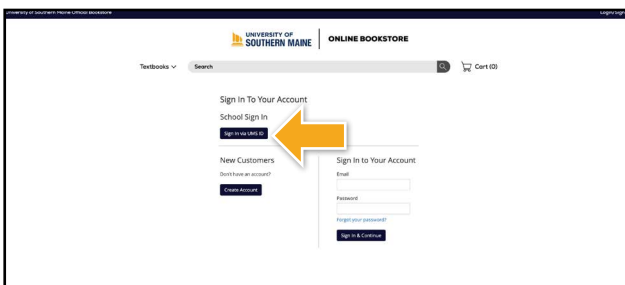 University of Southern Maine Official Bookstore
Login/Sign
UNIVERSITY OF
SOUTHERN MAINE
ONLINE BOOKSTORE
Textbooks
Search
Cart (0)
Sign In To Your Account
School Sign In
Sign In via UMS ID
New Customers
Don't have an account?
Create Account
Sign In to Your Account
Email
Password
Forgot your password?
Sign In & Continue